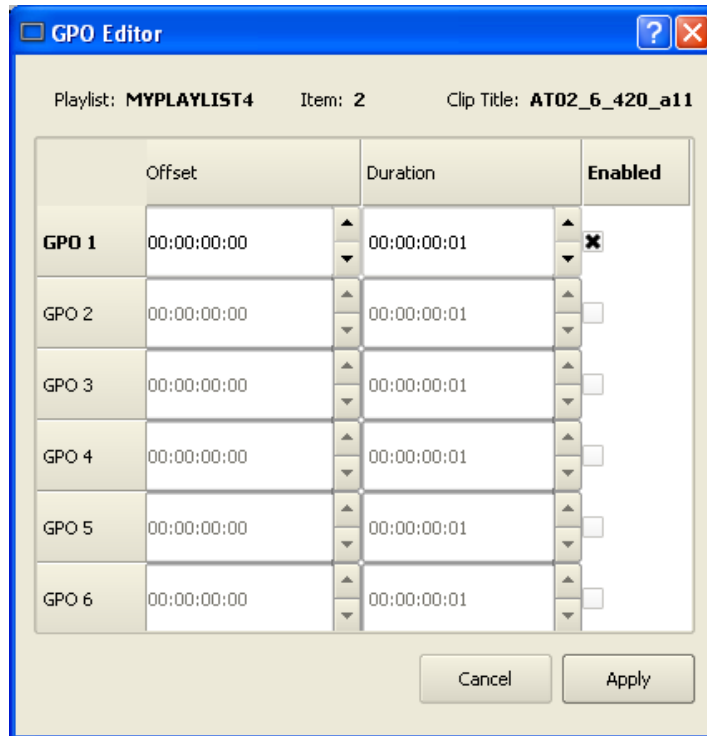 GPO Editor
Playlist: MYPLAYLIST4 Item: 2 Clip Title: AT02_6_420_a11
Offset Duration Enabled
GPO 1 00:00:00:00 00:00:00:01
GPO 2 00:00:00:00 00:00:00:01
GPO 3 00:00:00:00 00:00:00:01
GPO 4 00:00:00:00 00:00:00:01
GPO 5 00:00:00:00 00:00:00:01
GPO 6 00:00:00:00 00:00:00:01
Cancel Apply